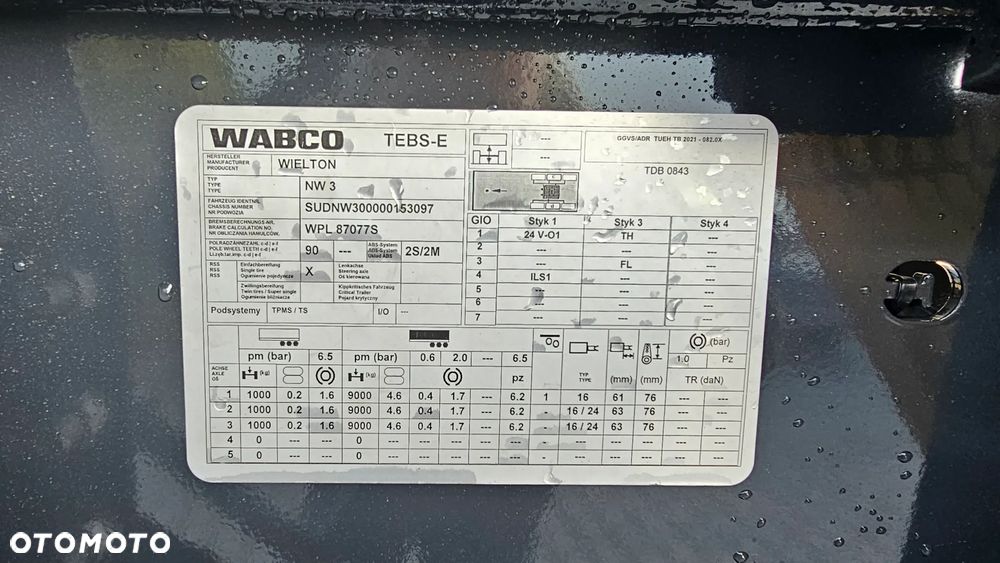 WABCO TEBS-E
HERSTELLER
MANUFACTURER
PRODUCENT
WIELTON
TYP
TYPE
TYPE
NW 3
FAHRZEUG IDENTNR.
CHASSIS NUMBER
NR PODWOZIA
SUDNW300000153097
BREMSBERECHNUNGS-NR.
BRAKE CALCULATION NO.
NR OBLICZANIA HAMULCÓW.
WPL 87077S
POLRADZÄHNEZAHL c-d | e-f
POLE WHEEL TEETH c-d | e-f
Li.ząb.tar.imp. c-d | e-f
90 ---
ABS-System
ABS-System
Układ ABS
2S/2M
RSS Einfachbereifung
RSS Single tire
RSS Ogumienie pojedyncze
X
Lenkachse
Steering axle
Oś kierowana
Zwillingsbereifung
Twin tires / Super single
Ogumienie bliźniacze
Kippkritisches Fahrzeug
Critical Trailer
Pojazd krytyczny
Podsystemy TPMS / TS I/O ---
---
---
GGVS/ADR TUEH TB 2021 - 082.0X
TDB 0843
GIO Styk 1 Styk 3 Styk 4
1 24 V-O1 TH ---
2 --- --- ---
3 --- FL ---
4 ILS1 --- ---
5 --- --- ---
6 --- --- ---
7 --- --- ---
pm (bar) 6.5 pm (bar) 0.6 2.0 --- 6.5
(bar)
1.0 Pz
ACHSE
AXLE
OŚ
(kg) (kg) pz
TYP
TYPE
(mm) (mm) TR (daN)
1 1000 0.2 1.6 9000 4.6 0.4 1.7 --- 6.2 1 16 61 76 --- ---
2 1000 0.2 1.6 9000 4.6 0.4 1.7 --- 6.2 16 / 24 63 76 --- ---
3 1000 0.2 1.6 9000 4.6 0.4 1.7 --- 6.2 16 / 24 63 76 --- ---
4 0 --- --- 0 --- --- --- --- --- - --- --- --- --- ---
5 0 --- --- 0 --- --- --- --- --- - --- --- --- --- ---
OTOMOTO